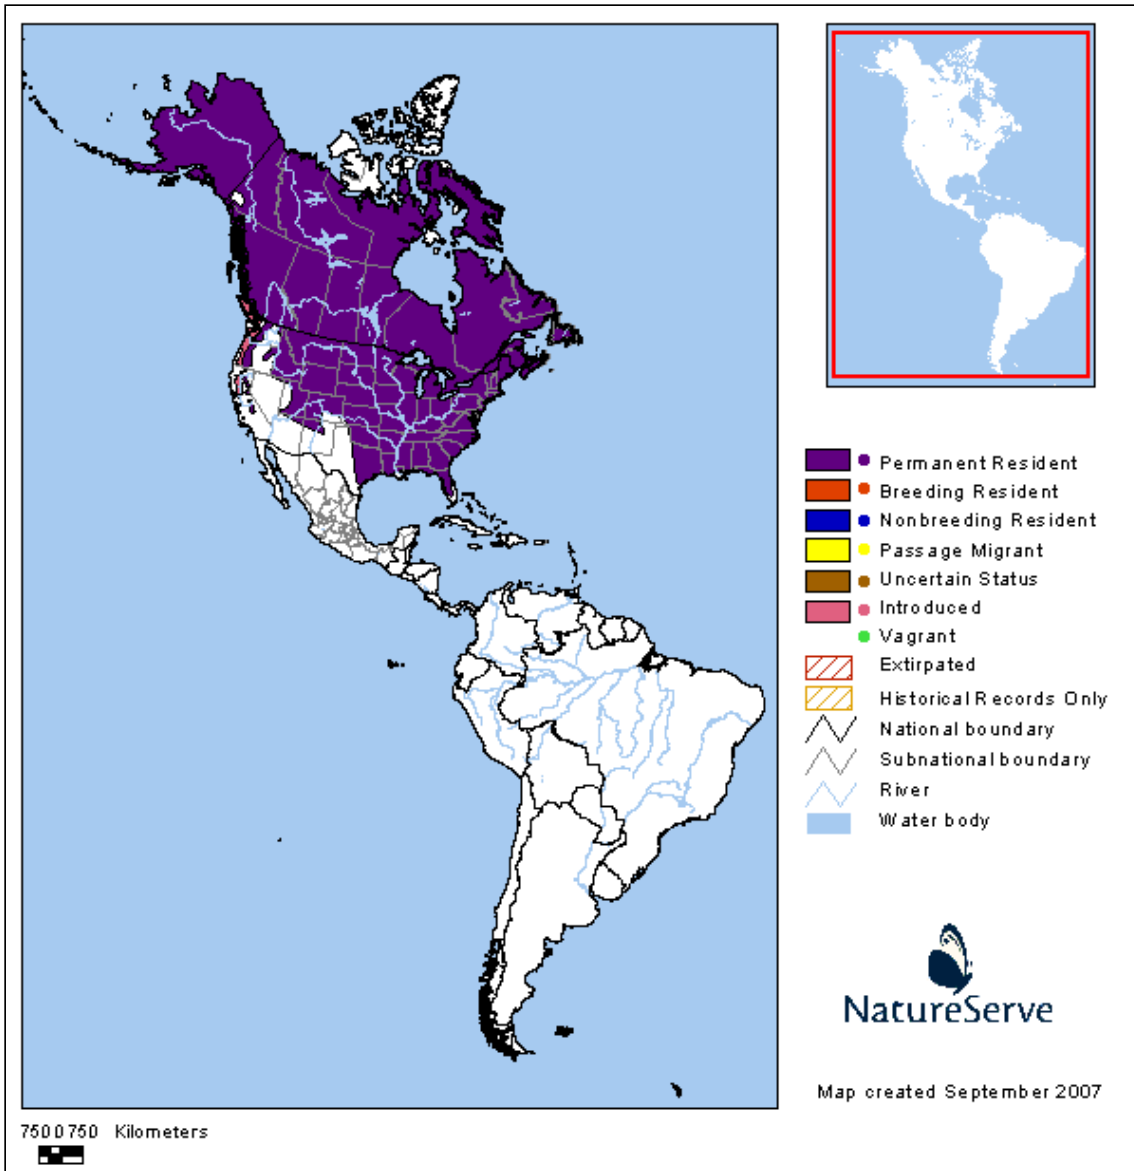 Permanent Resident
Breeding Resident
Nonbreeding Resident
Passage Migrant
Uncertain Status
Introduced
Vagrant
Extirpated
Historical Records Only
National boundary
Subnational boundary
River
Water body
NatureServe
Map created September 2007
750 0 750 Kilometers